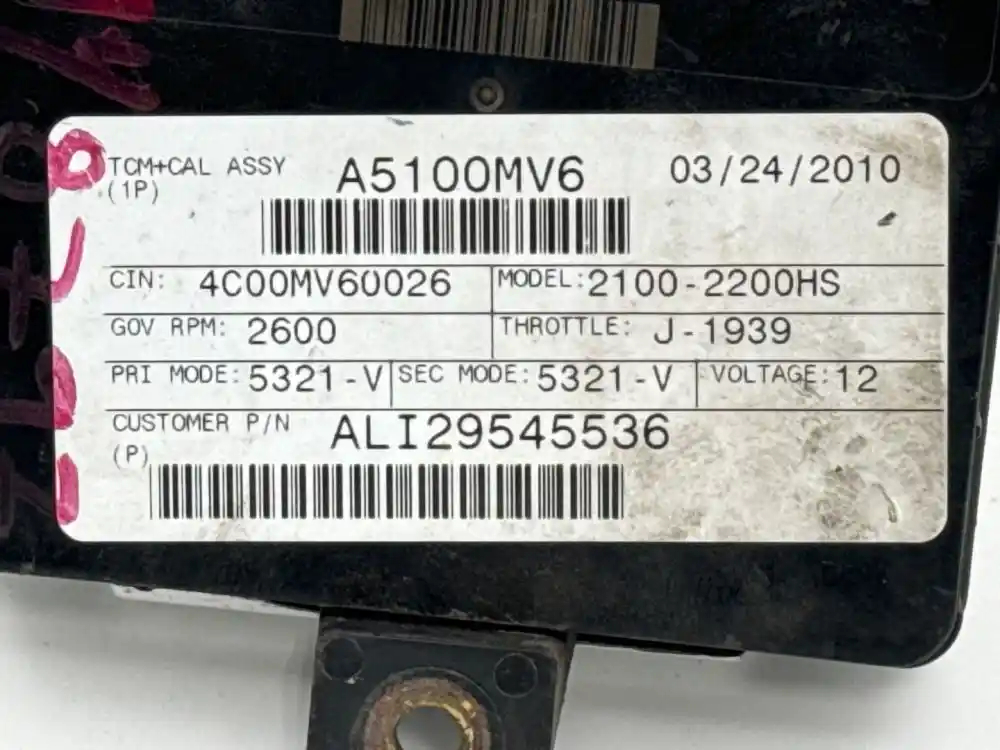 TCM+CAL ASSY A5100MV6 03/24/2010
(1P)
CIN: 4C00MV60026 MODEL: 2100-2200HS
GOV RPM: 2600 THROTTLE: J-1939
PRI MODE: 5321-V SEC MODE: 5321-V VOLTAGE: 12
CUSTOMER P/N ALI29545536
(P)